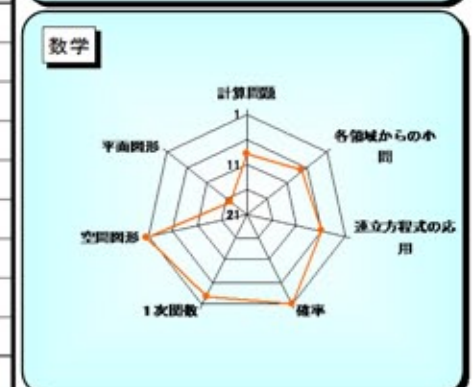 数学
計算問題
1
各領域からの小
問
平面図形
11
21
連立方程式の応
用
空間図形
1次関数
確率